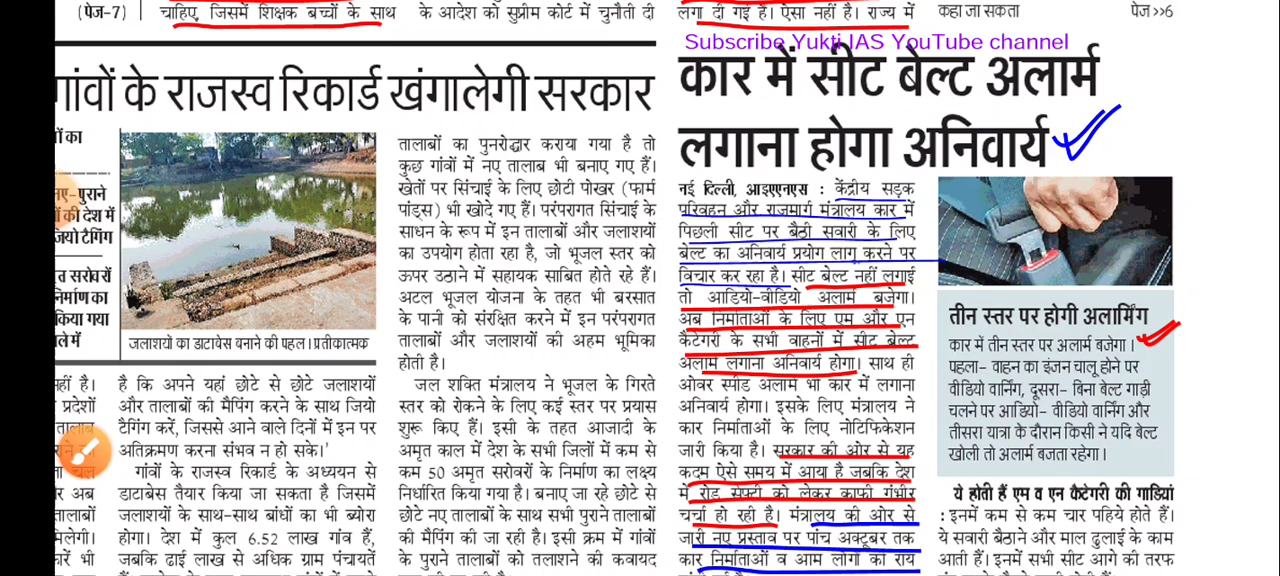 (पेज-7)
चाहिए, जिसमें शिक्षक बच्चों के साथ
के आदेश को सुप्रीम कोर्ट में चुनौती दी
लगा दी गई है। ऐसा नहीं है। राज्य में
कहा जा सकता
पेज >>6
गांवों के राजस्व रिकार्ड खंगालेगी सरकार
ों का
नए-पुराने
ों की देश में
जियो टैगिंग
व सरोवरों
निर्माण का
किया गया
ले में
जलाशयों का डाटाबेस बनाने की पहल। प्रतीकात्मक
नहीं है।
प्रदेशों
तालाब
र अब
तालाबों
मिलेगी।
करें भी
है कि अपने यहां छोटे से छोटे जलाशयों
और तालाबों की मैपिंग करने के साथ जियो
टैगिंग करें, जिससे आने वाले दिनों में इन पर
अतिक्रमण करना संभव न हो सके।'
गांवों के राजस्व रिकार्ड के अध्ययन से
डाटाबेस तैयार किया जा सकता है जिसमें
जलाशयों के साथ-साथ बांधों का भी ब्योरा
होगा। देश में कुल 6.52 लाख गांव हैं,
जबकि ढाई लाख से अधिक ग्राम पंचायतें
तालाबों का पुनरोद्धार कराया गया है तो
कुछ गांवों में नए तालाब भी बनाए गए हैं।
खेतों पर सिंचाई के लिए छोटी पोखर (फार्म
पांड्स) भी खोदे गए हैं। परंपरागत सिंचाई के
साधन के रूप में इन तालाबों और जलाशयों
का उपयोग होता रहा है, जो भूजल स्तर को
ऊपर उठाने में सहायक साबित होते रहे हैं।
अटल भूजल योजना के तहत भी बरसात
के पानी को संरक्षित करने में इन परंपरागत
तालाबों और जलाशयों की अहम भूमिका
होती है।
जल शक्ति मंत्रालय ने भूजल के गिरते
स्तर को रोकने के लिए कई स्तर पर प्रयास
शुरू किए हैं। इसी के तहत आजादी के
अमृत काल में देश के सभी जिलों में कम से
कम 50 अमृत सरोवरों के निर्माण का लक्ष्य
निर्धारित किया गया है। बनाए जा रहे छोटे से
छोटे नए तालाबों के साथ सभी पुराने तालाबों
की मैपिंग की जा रही है। इसी क्रम में गांवों
के पुराने तालाबों को तलाशने की कवायद
Subscribe Yukti IAS YouTube channel
कार में सीट बेल्ट अलार्म
लगाना होगा अनिवार्य
नई दिल्ली, आइएएनएस : केंद्रीय सड़क
परिवहन और राजमार्ग मंत्रालय कार में
पिछली सीट पर बैठी सवारी के लिए
बेल्ट का अनिवार्य प्रयोग लागू करने पर
विचार कर रहा है। सीट बेल्ट नहीं लगाई
तो आडियो-वीडियो अलार्म बजेगा।
अब निर्माताओं के लिए एम और एन
कैटेगरी के सभी वाहनों में सीट बेल्ट
अलार्म लगाना अनिवार्य होगा। साथ ही
ओवर स्पीड अलार्म भी कार में लगाना
अनिवार्य होगा। इसके लिए मंत्रालय ने
कार निर्माताओं के लिए नोटिफिकेशन
जारी किया है। सरकार की ओर से यह
कदम ऐसे समय में आया है जबकि देश
में रोड सेफ्टी को लेकर काफी गंभीर
चर्चा हो रही है। मंत्रालय की ओर से
जारी नए प्रस्ताव पर पांच अक्टूबर तक
कार निर्माताओं व आम लोगों की राय
तीन स्तर पर होगी अलार्मिंग
कार में तीन स्तर पर अलार्म बजेगा।
पहला- वाहन का इंजन चालू होने पर
वीडियो वार्निंग, दूसरा- बिना बेल्ट गाड़ी
चलने पर आडियो- वीडियो वार्निंग और
तीसरा यात्रा के दौरान किसी ने यदि बेल्ट
खोली तो अलार्म बजता रहेगा।
ये होती हैं एम व एन कैटेगरी की गाडियां
: इनमें कम से कम चार पहिये होते हैं।
ये सवारी बैठाने और माल ढुलाई के काम
आती हैं। इनमें सभी सीट आगे की तरफ